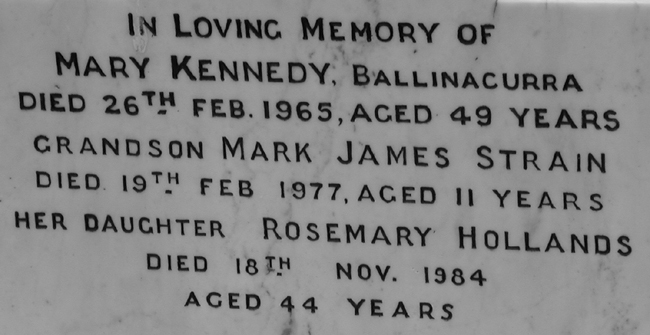 IN LOVING MEMORY OF
MARY KENNEDY, BALLINACURRA
DIED 26TH FEB. 1965, AGED 49 YEARS
GRANDSON MARK JAMES STRAIN
DIED 19TH FEB 1977, AGED 11 YEARS
HER DAUGHTER ROSEMARY HOLLANDS
DIED 18TH NOV. 1984
AGED 44 YEARS